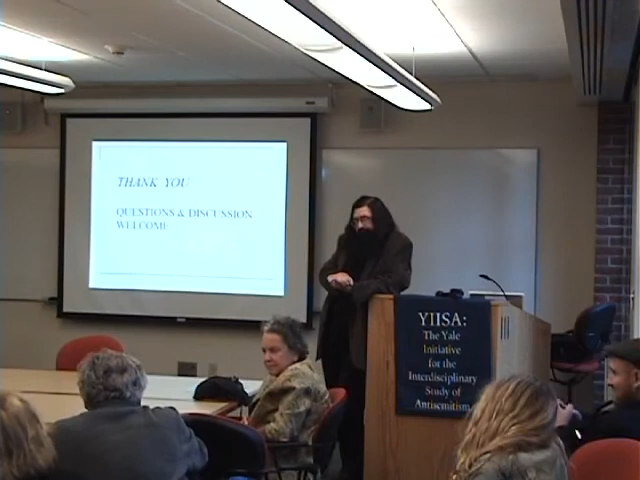 THANK YOU
QUESTIONS & DISCUSSION
WELCOME
YIISA:
The Yale
Initiative
for the
Interdisciplinary
Study of
Antisemitism